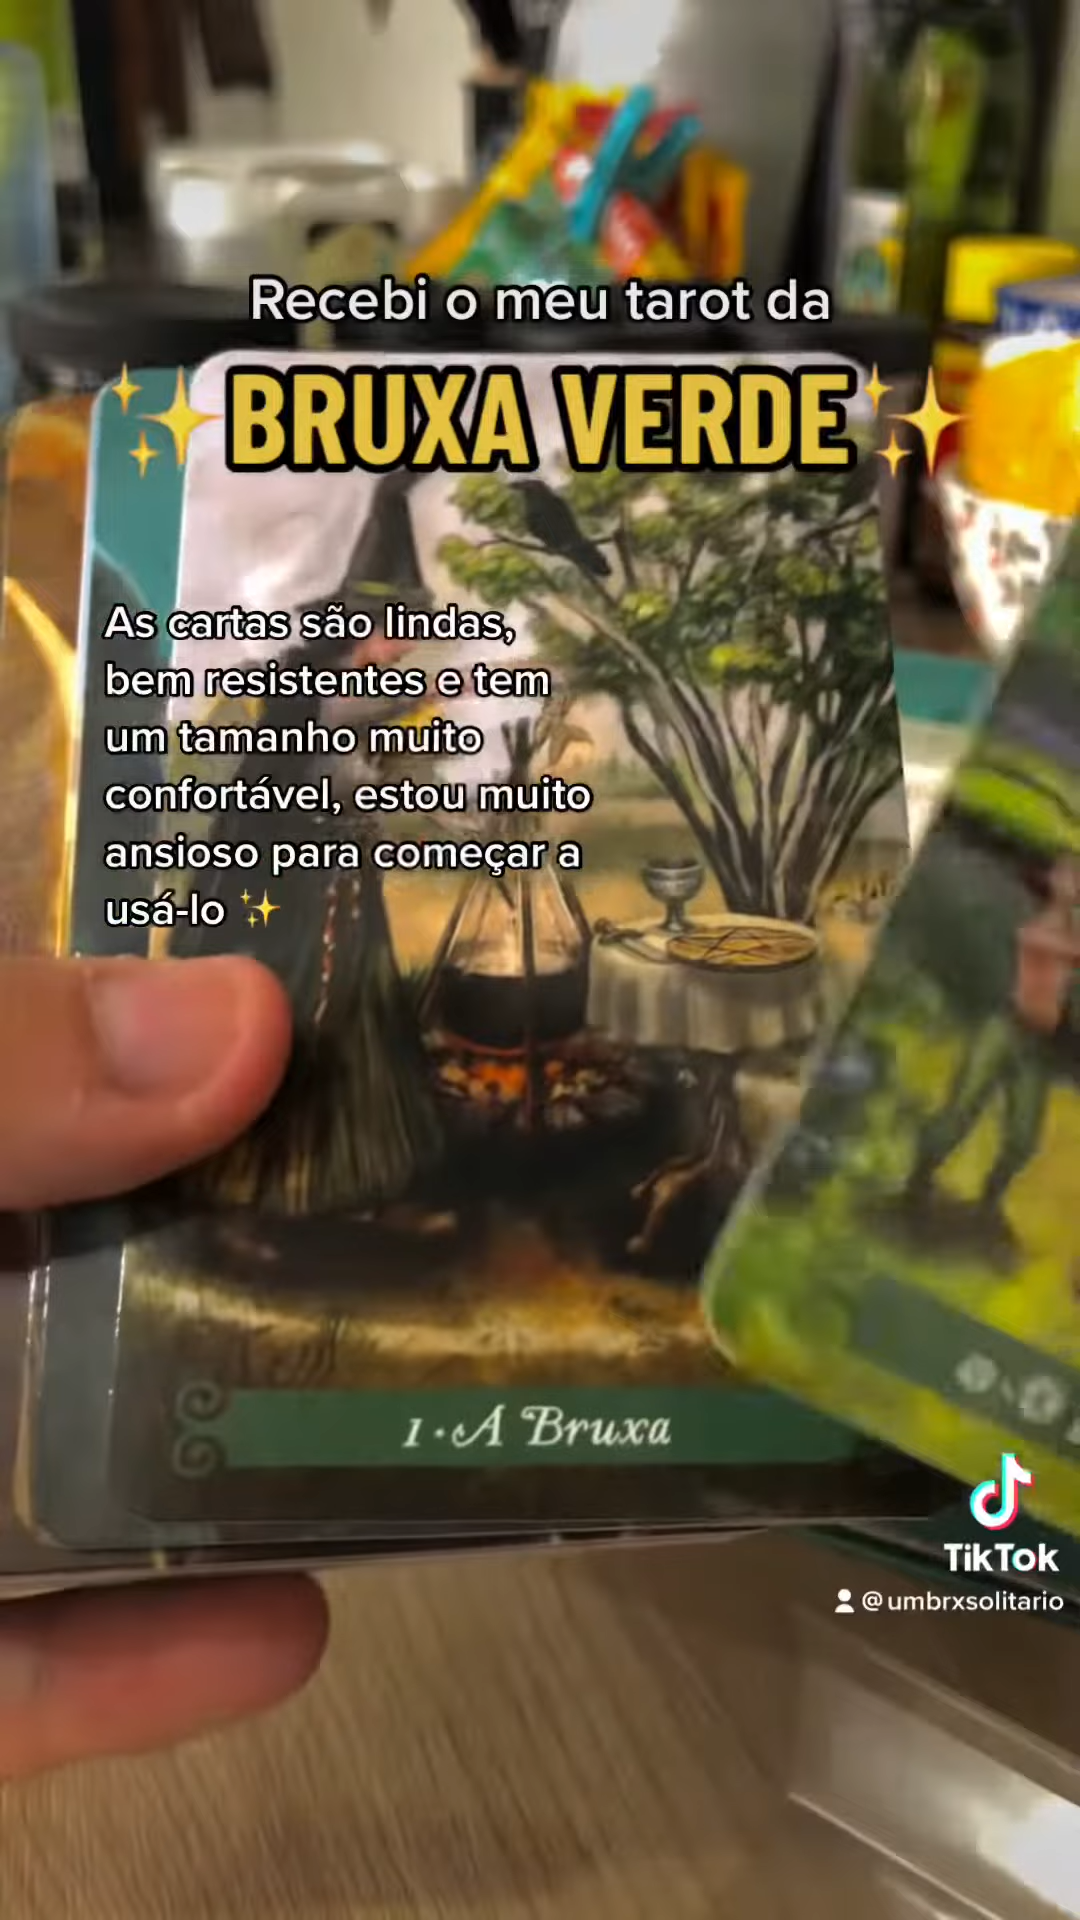 Recebi o meu tarot da
✨BRUXA VERDE✨
As cartas são lindas,
bem resistentes e tem
um tamanho muito
confortável, estou muito
ansioso para começar a
usá-lo ✨
1 · A Bruxa
TikTok
@umbrxsolitario